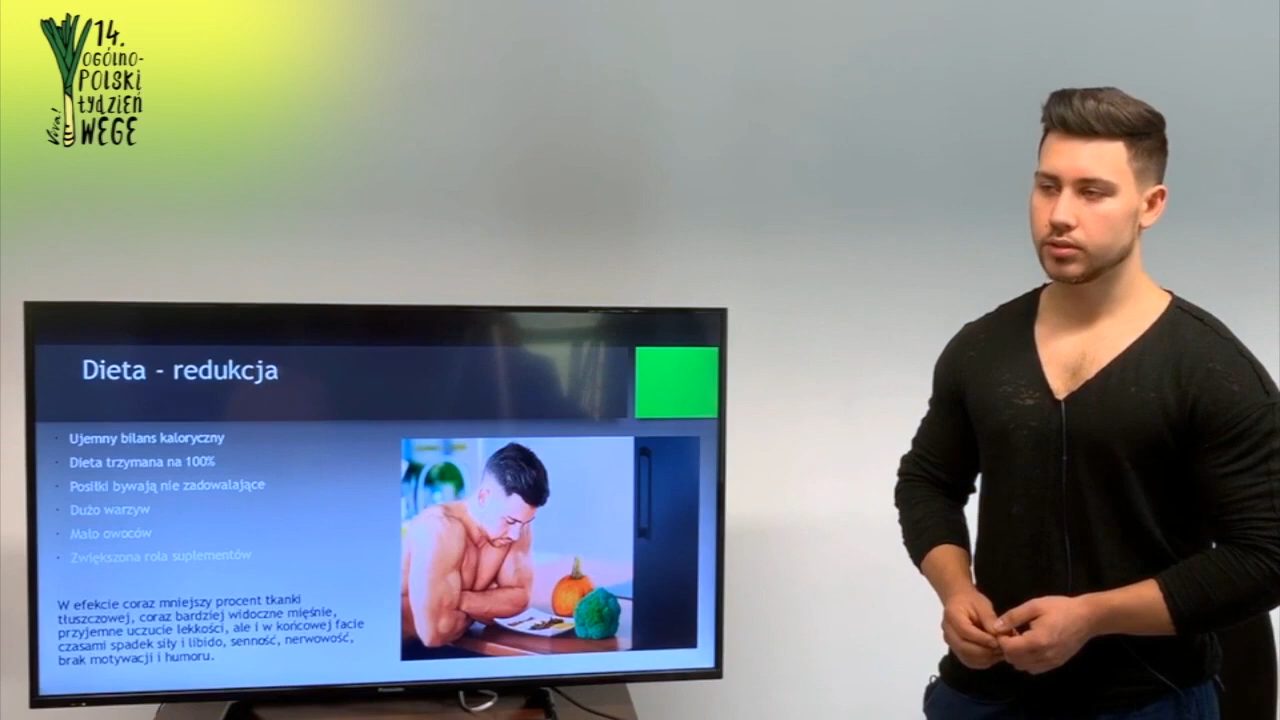 14.
OGÓLNO-
POLSKI
tydzień
WEGE
Viva!
Dieta - redukcja
Ujemny bilans kaloryczny
Dieta trzymana na 100%
Posiłki bywają nie zadowalające
Dużo warzyw
Mało owoców
Zwiększona rola suplementów
W efekcie coraz mniejszy procent tkanki
tłuszczowej, coraz bardziej widoczne mięśnie,
przyjemne uczucie lekkości, ale i w końcowej facie
czasami spadek siły i libido, senność, nerwowość,
brak motywacji i humoru.